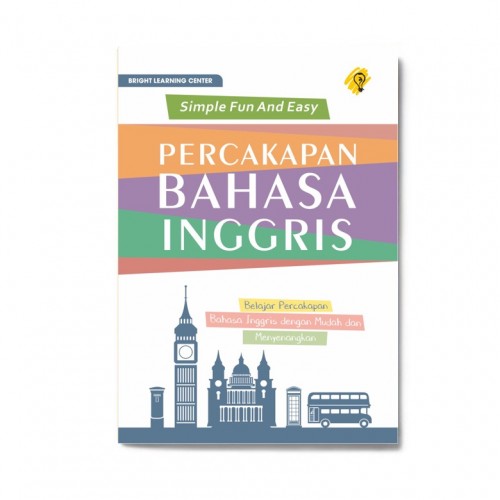 BRIGHT LEARNING CENTER
Simple Fun And Easy
PERCAKAPAN
BAHASA
INGGRIS
Belajar Percakapan
Bahasa Inggris dengan Mudah dan
Menyenangkan